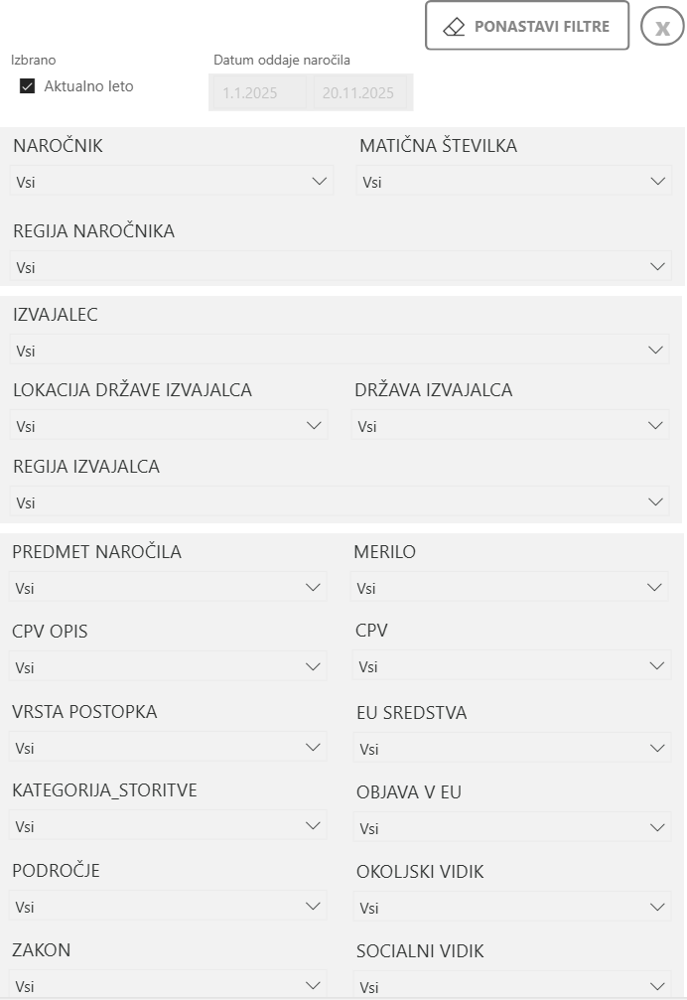 PONASTAVI FILTRE
x
Izbrano
Datum oddaje naročila
Aktualno leto
1.1.2025
20.11.2025
NAROČNIK
MATIČNA ŠTEVILKA
Vsi
Vsi
REGIJA NAROČNIKA
Vsi
IZVAJALEC
Vsi
LOKACIJA DRŽAVE IZVAJALCA
DRŽAVA IZVAJALCA
Vsi
Vsi
REGIJA IZVAJALCA
Vsi
PREDMET NAROČILA
MERILO
Vsi
Vsi
CPV OPIS
CPV
Vsi
Vsi
VRSTA POSTOPKA
EU SREDSTVA
Vsi
Vsi
KATEGORIJA_STORITVE
OBJAVA V EU
Vsi
Vsi
PODROČJE
OKOLJSKI VIDIK
Vsi
Vsi
ZAKON
SOCIALNI VIDIK
Vsi
Vsi